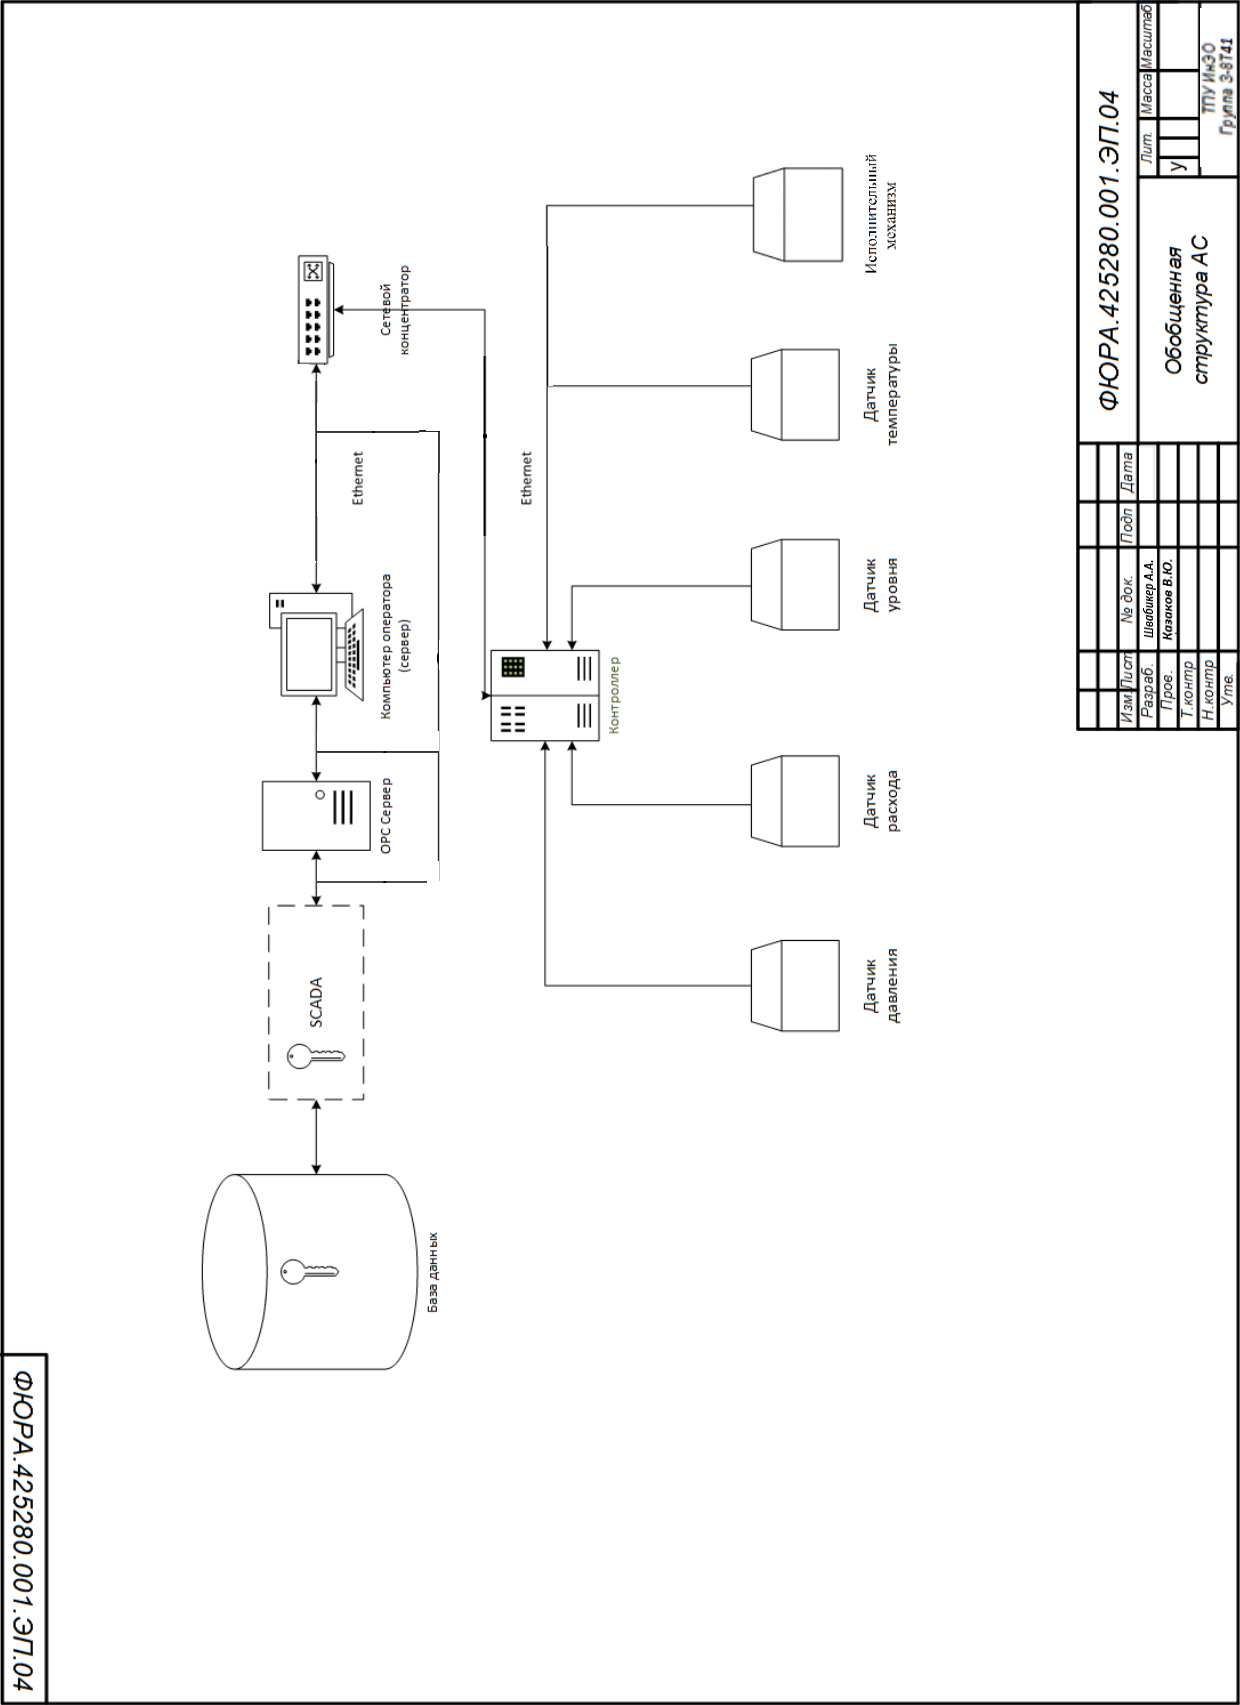 ФЮРА.425280.001.ЭП.04
База данных
SCADA
OPC Сервер
Компьютер оператора
(сервер)
Ethernet
Сетевой
концентратор
Контроллер
Ethernet
Датчик
давления
Датчик
расхода
Датчик
уровня
Датчик
температуры
Исполнительный
механизм
ФЮРА.425280.001.ЭП.04
Изм. Лист № док. Подп Дата
Разраб. Швабикер А.А.
Пров. Казаков В.Ю.
Т.контр
Н.контр
Утв.
Обобщенная
структура АС
Лит. Масса Масштаб
У
ТПУ ИнЭО
Группа З-8Т41